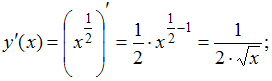 y′(x) = (x^{1/2})′ = 1/2 · x^{1/2 − 1} = 1/(2 · √x);